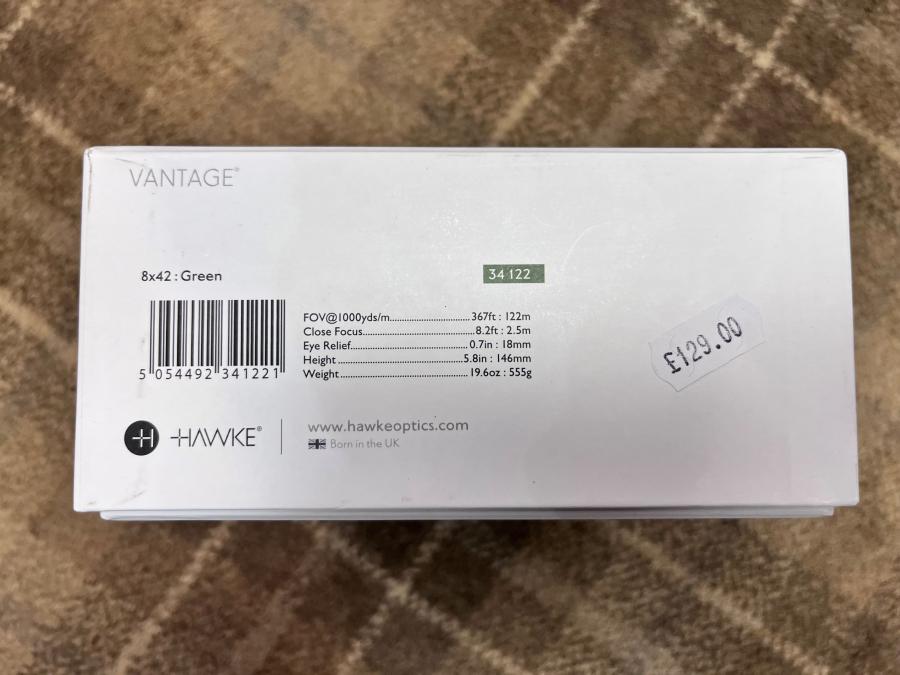 VANTAGE®
8x42 : Green
34 122
FOV@1000yds/m..............................367ft : 122m
Close Focus..........................................8.2ft : 2.5m
Eye Relief............................................0.7in : 18mm
Height..................................................5.8in : 146mm
Weight..................................................19.6oz : 555g
£129.00
5 054492 341221
H HAWKE®
www.hawkeoptics.com
Born in the UK